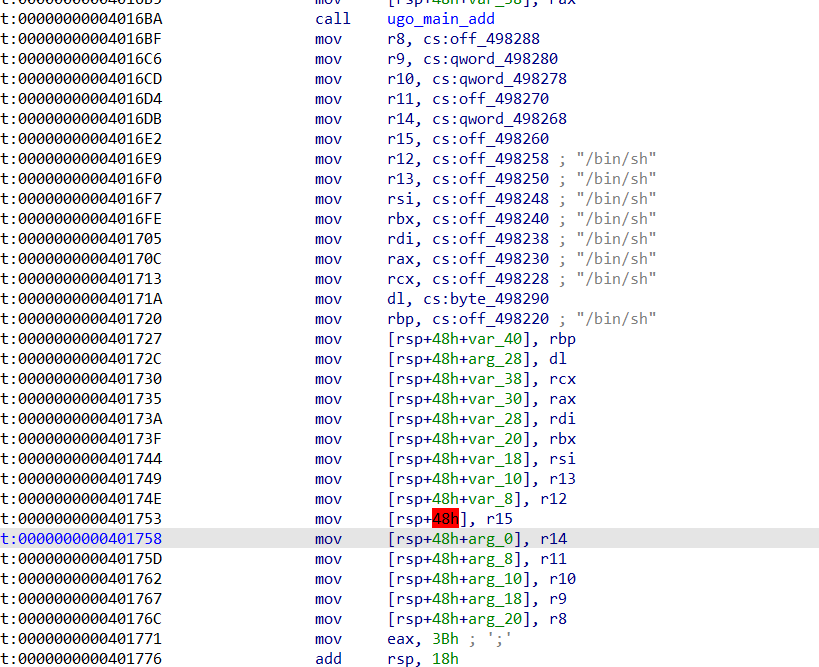 t:00000000004016BA call ugo_main_add
t:00000000004016BF mov r8, cs:off_498288
t:00000000004016C6 mov r9, cs:qword_498280
t:00000000004016CD mov r10, cs:qword_498278
t:00000000004016D4 mov r11, cs:off_498270
t:00000000004016DB mov r14, cs:qword_498268
t:00000000004016E2 mov r15, cs:off_498260
t:00000000004016E9 mov r12, cs:off_498258 ; "/bin/sh"
t:00000000004016F0 mov r13, cs:off_498250 ; "/bin/sh"
t:00000000004016F7 mov rsi, cs:off_498248 ; "/bin/sh"
t:00000000004016FE mov rbx, cs:off_498240 ; "/bin/sh"
t:0000000000401705 mov rdi, cs:off_498238 ; "/bin/sh"
t:000000000040170C mov rax, cs:off_498230 ; "/bin/sh"
t:0000000000401713 mov rcx, cs:off_498228 ; "/bin/sh"
t:000000000040171A mov dl, cs:byte_498290
t:0000000000401720 mov rbp, cs:off_498220 ; "/bin/sh"
t:0000000000401727 mov [rsp+48h+var_40], rbp
t:000000000040172C mov [rsp+48h+arg_28], dl
t:0000000000401730 mov [rsp+48h+var_38], rcx
t:0000000000401735 mov [rsp+48h+var_30], rax
t:000000000040173A mov [rsp+48h+var_28], rdi
t:000000000040173F mov [rsp+48h+var_20], rbx
t:0000000000401744 mov [rsp+48h+var_18], rsi
t:0000000000401749 mov [rsp+48h+var_10], r13
t:000000000040174E mov [rsp+48h+var_8], r12
t:0000000000401753 mov [rsp+48h], r15
t:0000000000401758 mov [rsp+48h+arg_0], r14
t:000000000040175D mov [rsp+48h+arg_8], r11
t:0000000000401762 mov [rsp+48h+arg_10], r10
t:0000000000401767 mov [rsp+48h+arg_18], r9
t:000000000040176C mov [rsp+48h+arg_20], r8
t:0000000000401771 mov eax, 3Bh ; ';'
t:0000000000401776 add rsp, 18h